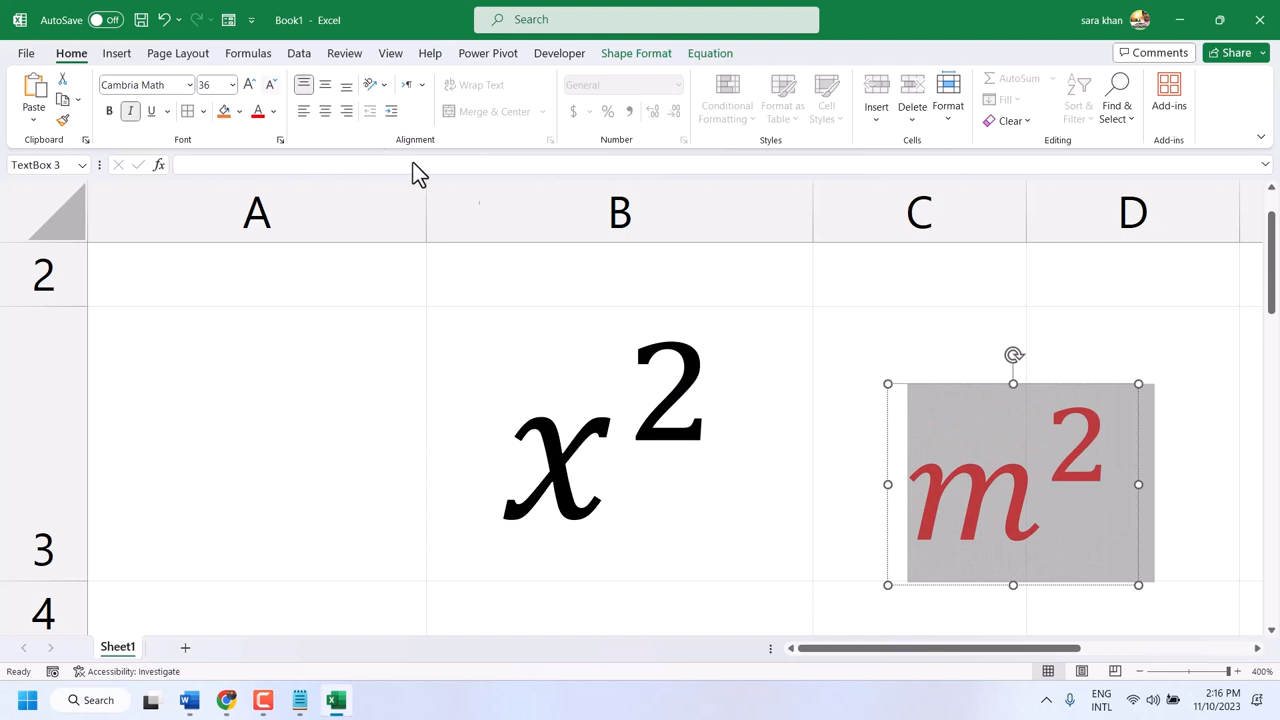 AutoSave Off Book1 - Excel Search sara khan
File Home Insert Page Layout Formulas Data Review View Help Power Pivot Developer Shape Format Equation Comments Share
Paste Cambria Math 36 A A ab Wrap Text General Conditional Formatting Format as Table Cell Styles Insert Delete Format AutoSum Fill Clear Sort & Filter Find & Select Add-ins
B I U A Merge & Center $ % 9
Clipboard Font Alignment Number Styles Cells Editing Add-ins
TextBox 3 fx
A B C D
2
x² m²
3
4
Sheet1
Ready Accessibility: Investigate 400%
Search ENG INTL 2:16 PM 11/10/2023